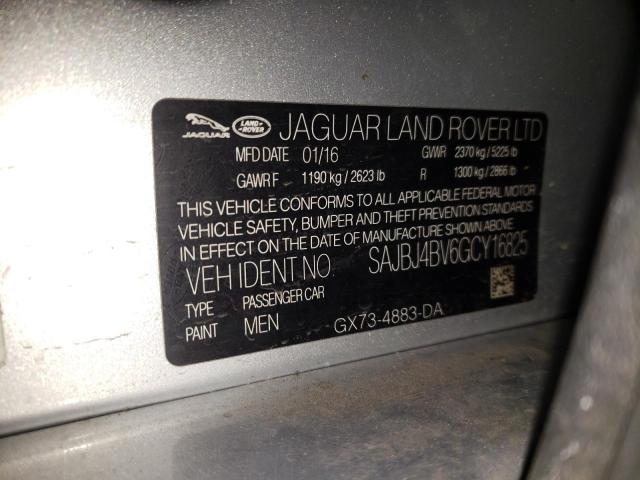 JAGUAR LAND-ROVER JAGUAR LAND ROVER LTD
MFD DATE 01/16 GVWR 2370 kg / 5225 lb
GAWR F 1190 kg / 2623 lb R 1300 kg / 2866 lb
THIS VEHICLE CONFORMS TO ALL APPLICABLE FEDERAL MOTOR
VEHICLE SAFETY, BUMPER AND THEFT PREVENTION STANDARDS
IN EFFECT ON THE DATE OF MANUFACTURE SHOWN ABOVE.
VEH IDENT NO. SAJBJ4BV6GCY16825
TYPE PASSENGER CAR
PAINT MEN GX73-4883-DA